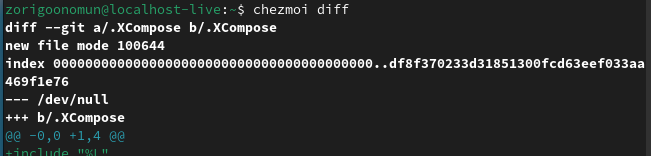 zorigoonomun@localhost-live:~$ chezmoi diff
diff --git a/.XCompose b/.XCompose
new file mode 100644
index 0000000000000000000000000000000000000000..df8f370233d31851300fcd63eef033aa
469f1e76
--- /dev/null
+++ b/.XCompose
@@ -0,0 +1,4 @@
+include "%L"